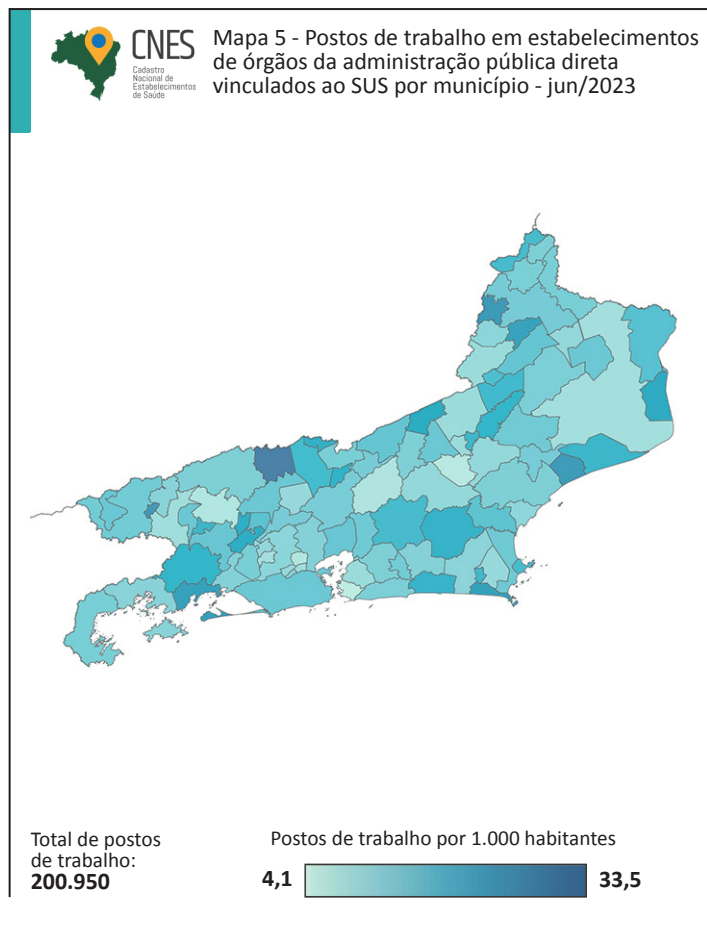 CNES
Cadastro
Nacional de
Estabelecimentos
de Saúde
Mapa 5 - Postos de trabalho em estabelecimentos
de órgãos da administração pública direta
vinculados ao SUS por município - jun/2023
Total de postos
de trabalho:
200.950
Postos de trabalho por 1.000 habitantes
4,1
33,5